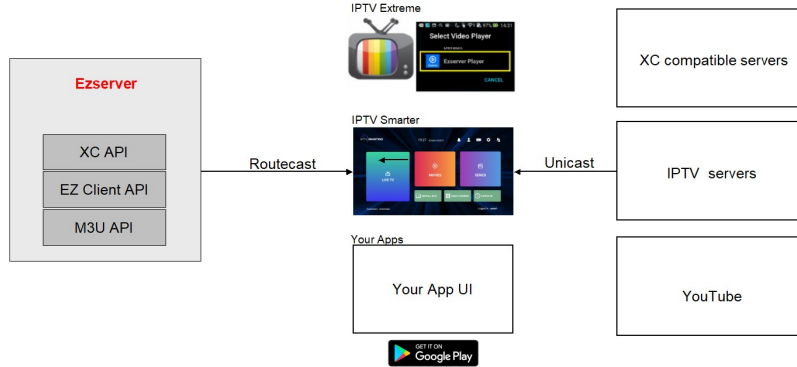 IPTV Extreme
14:31
Select Video Player
Ezserver Player
CANCEL
XC compatible servers
Ezserver
XC API
EZ Client API
M3U API
Routecast
IPTV Smarter
LIVE TV
MOVIES
SERIES
Unicast
IPTV servers
Your Apps
Your App UI
YouTube
GET IT ON
Google Play